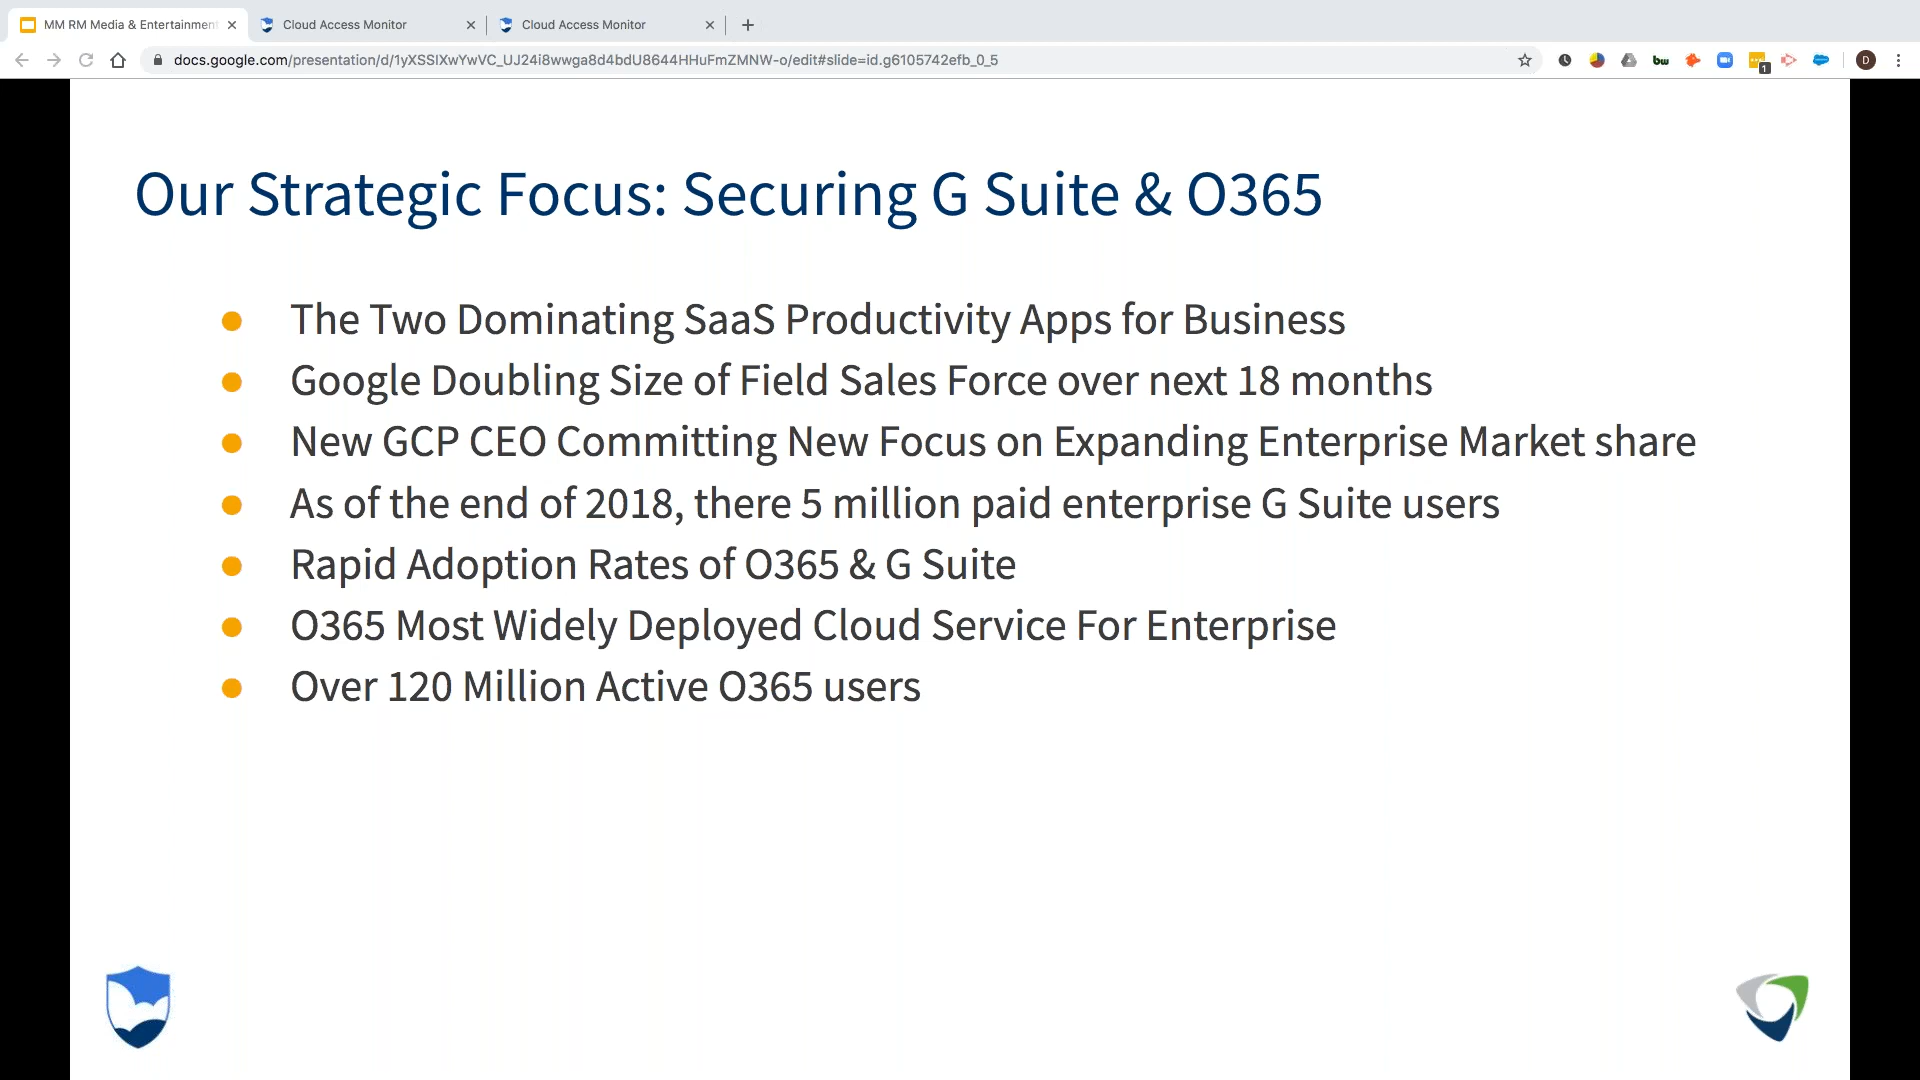 MM RM Media & Entertainment
Cloud Access Monitor
Cloud Access Monitor
docs.google.com/presentation/d/1yXSSIXwYwVC_UJ24i8wwga8d4bdU8644HHuFmZMNW-o/edit#slide=id.g6105742efb_0_5
bw
1
D
Our Strategic Focus: Securing G Suite & O365
● The Two Dominating SaaS Productivity Apps for Business
● Google Doubling Size of Field Sales Force over next 18 months
● New GCP CEO Committing New Focus on Expanding Enterprise Market share
● As of the end of 2018, there 5 million paid enterprise G Suite users
● Rapid Adoption Rates of O365 & G Suite
● O365 Most Widely Deployed Cloud Service For Enterprise
● Over 120 Million Active O365 users